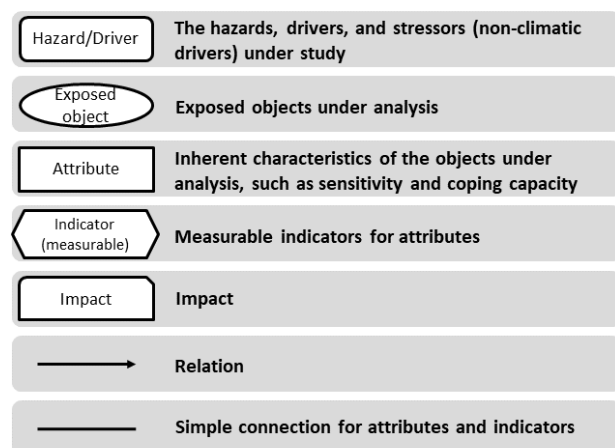 Hazard/Driver
The hazards, drivers, and stressors (non-climatic
drivers) under study
Exposed
object
Exposed objects under analysis
Attribute
Inherent characteristics of the objects under
analysis, such as sensitivity and coping capacity
Indicator
(measurable)
Measurable indicators for attributes
Impact
Impact
Relation
Simple connection for attributes and indicators